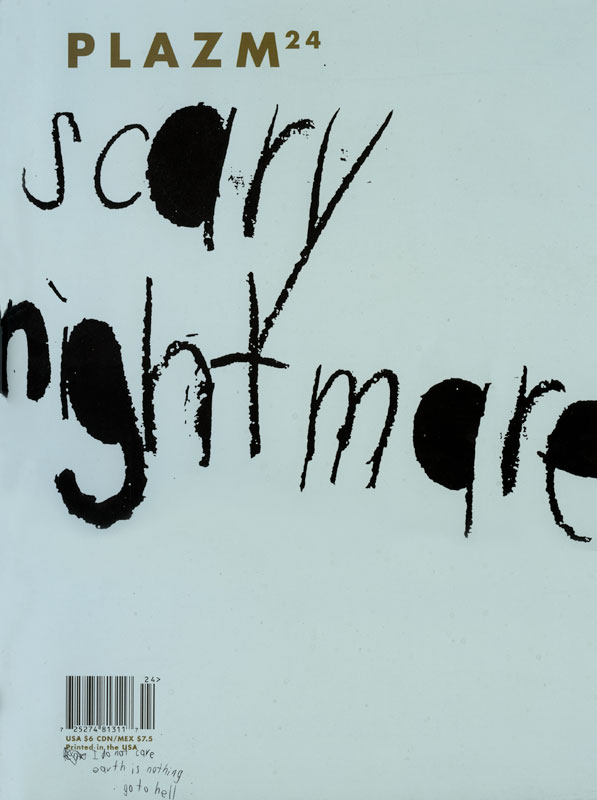 PLAZM24
scary
nightmare
24>
7 25274 81311 7
USA $6 CDN/MEX $7.5
Printed in the USA
I do not care
earth is nothing
go to hell